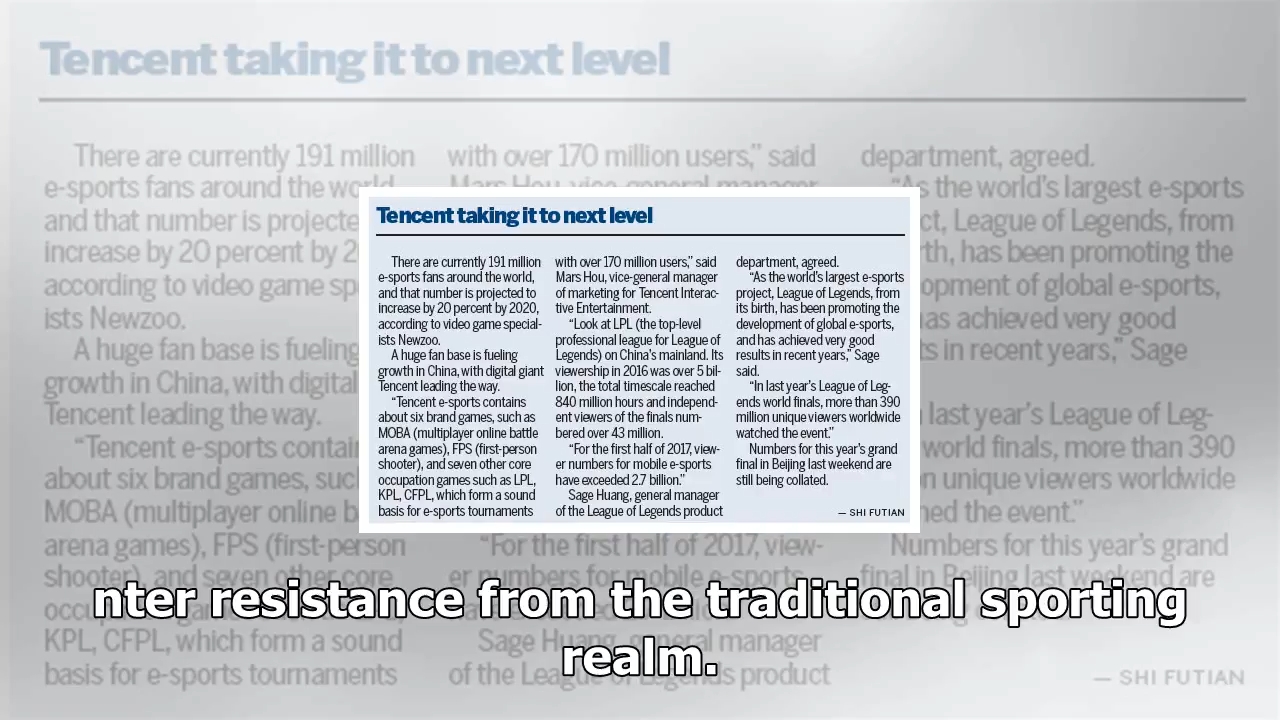 Tencent taking it to next level
There are currently 191 million
e-sports fans around the world,
and that number is projected to
increase by 20 percent by 2020,
according to video game special-
ists Newzoo.
A huge fan base is fueling
growth in China, with digital giant
Tencent leading the way.
“Tencent e-sports contains
about six brand games, such as
MOBA (multiplayer online battle
arena games), FPS (first-person
shooter), and seven other core
occupation games such as LPL,
KPL, CFPL, which form a sound
basis for e-sports tournaments
with over 170 million users,” said
Mars Hou, vice-general manager
of marketing for Tencent Interac-
tive Entertainment.
“Look at LPL (the top-level
professional league for League of
Legends) on China’s mainland. Its
viewership in 2016 was over 5 bil-
lion, the total timescale reached
840 million hours and independ-
ent viewers of the finals num-
bered over 43 million.
“For the first half of 2017, view-
er numbers for mobile e-sports
have exceeded 2.7 billion.”
Sage Huang, general manager
of the League of Legends product
department, agreed.
“As the world’s largest e-sports
project, League of Legends, from
its birth, has been promoting the
development of global e-sports,
and has achieved very good
results in recent years,” Sage
said.
“In last year’s League of Leg-
ends world finals, more than 390
million unique viewers worldwide
watched the event.”
Numbers for this year’s grand
final in Beijing last weekend are
still being collated.
— SHI FUTIAN
nter resistance from the traditional sporting
realm.